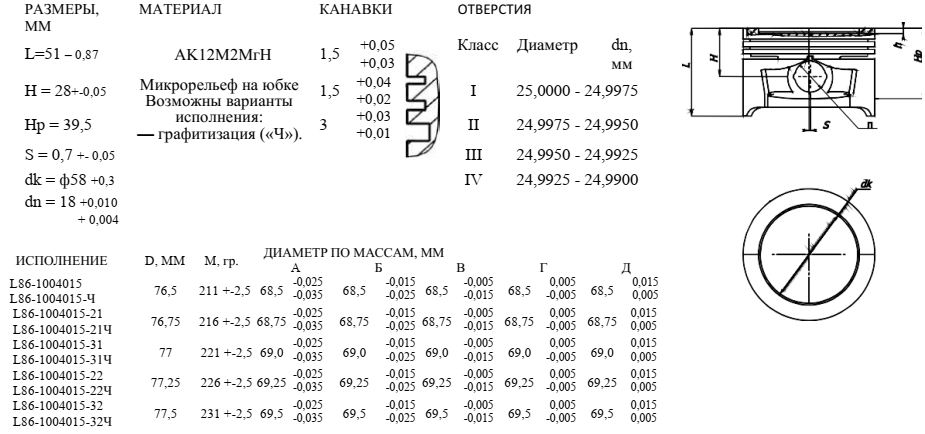 РАЗМЕРЫ, ММ
L=51 – 0,87
H = 28+-0,05
Hp = 39,5
S = 0,7 +- 0,05
dk = ф58 +0,3
dn = 18 +0,010
+ 0,004
МАТЕРИАЛ
АК12М2МгН
Микрорельеф на юбке
Возможны варианты
исполнения:
— графитизация («Ч»).
КАНАВКИ
1,5 +0,05 +0,03
1,5 +0,04 +0,02
3 +0,03 +0,01
ОТВЕРСТИЯ
Класс Диаметр dn, мм
I 25,0000 - 24,9975
II 24,9975 - 24,9950
III 24,9950 - 24,9925
IV 24,9925 - 24,9900
L
H
h
Hp
S
n
dk
ДИАМЕТР ПО МАССАМ, ММ
ИСПОЛНЕНИЕ D, ММ М, гр. А Б В Г Д
L86-1004015
L86-1004015-Ч
76,5 211 +-2,5 68,5 -0,025 -0,035 68,5 -0,015 -0,025 68,5 -0,005 -0,015 68,5 0,005 -0,005 68,5 0,015 0,005
L86-1004015-21
L86-1004015-21Ч
76,75 216 +-2,5 68,75 -0,025 -0,035 68,75 -0,015 -0,025 68,75 -0,005 -0,015 68,75 0,005 -0,005 68,75 0,015 0,005
L86-1004015-31
L86-1004015-31Ч
77 221 +-2,5 69,0 -0,025 -0,035 69,0 -0,015 -0,025 69,0 -0,005 -0,015 69,0 0,005 -0,005 69,0 0,015 0,005
L86-1004015-22
L86-1004015-22Ч
77,25 226 +-2,5 69,25 -0,025 -0,035 69,25 -0,015 -0,025 69,25 -0,005 -0,015 69,25 0,005 -0,005 69,25 0,015 0,005
L86-1004015-32
L86-1004015-32Ч
77,5 231 +-2,5 69,5 -0,025 -0,035 69,5 -0,015 -0,025 69,5 -0,005 -0,015 69,5 0,005 -0,005 69,5 0,015 0,005